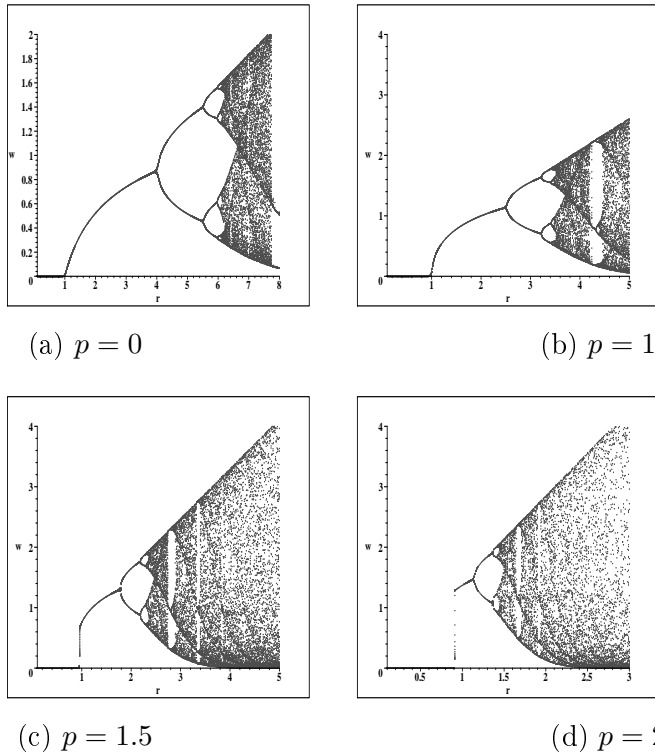 2
1.8
1.6
1.4
1.2
w 1
0.8
0.6
0.4
0.2
0 1 2 3 4 5 6 7 8
r
4
3
w
2
1
0 1 2 3 4 5
r
(a) p = 0
(b) p = 1
4
3
w 2
1
0 1 2 3 4 5
r
4
3
w 2
1
0 0.5 1 1.5 2 2.5 3
r
(c) p = 1.5
(d) p =